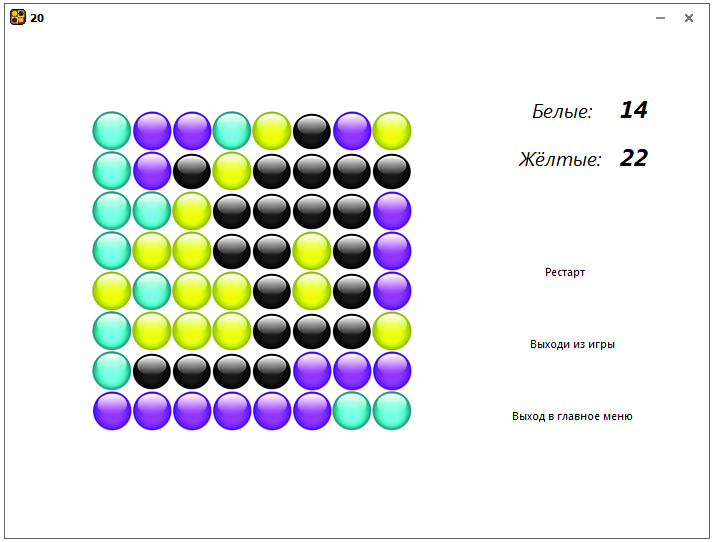 20
Белые: 14
Жёлтые: 22
Рестарт
Выходи из игры
Выход в главное меню